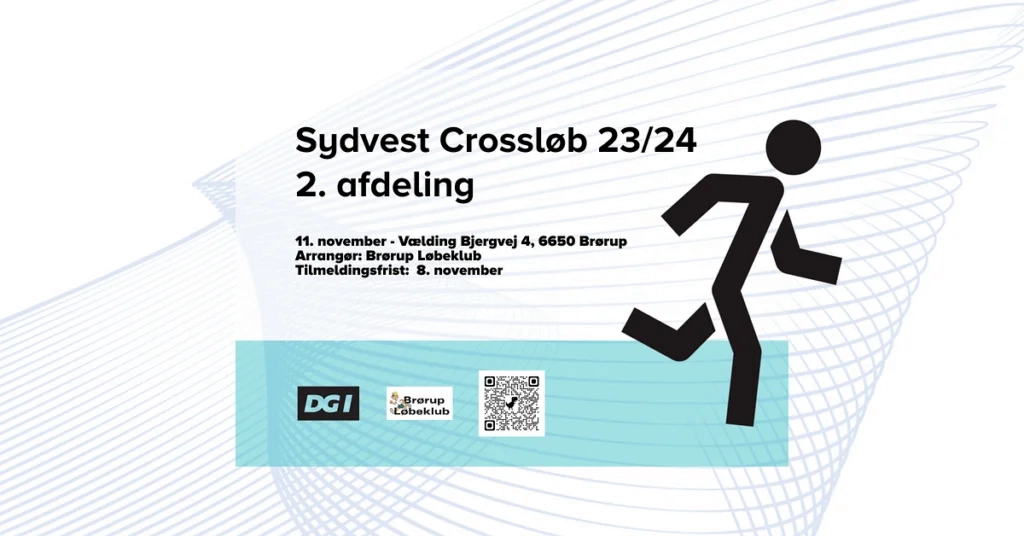 Sydvest Crossløb 23/24
2. afdeling
11. november - Vælding Bjergvej 4, 6650 Brørup
Arrangør: Brørup Løbeklub
Tilmeldingsfrist: 8. november
DGI
Brørup
Løbeklub